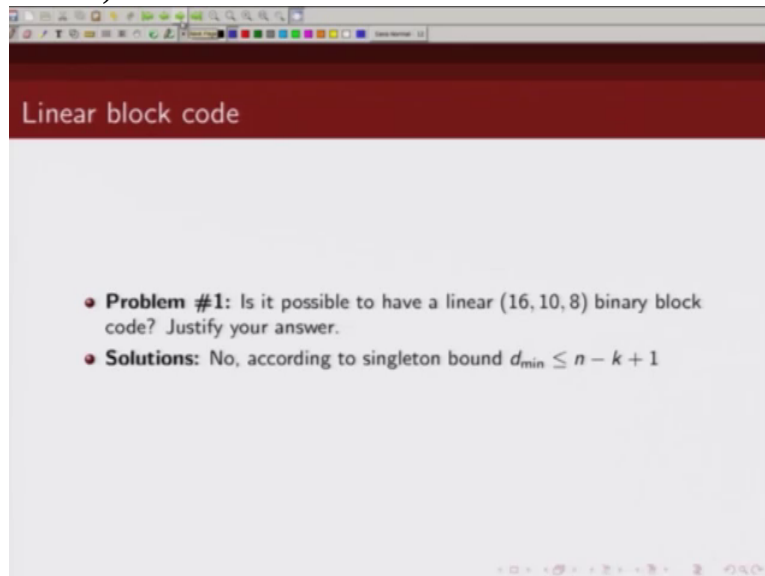 Linear block code
Problem #1: Is it possible to have a linear (16, 10, 8) binary block
code? Justify your answer.
Solutions: No, according to singleton bound d_min ≤ n − k + 1